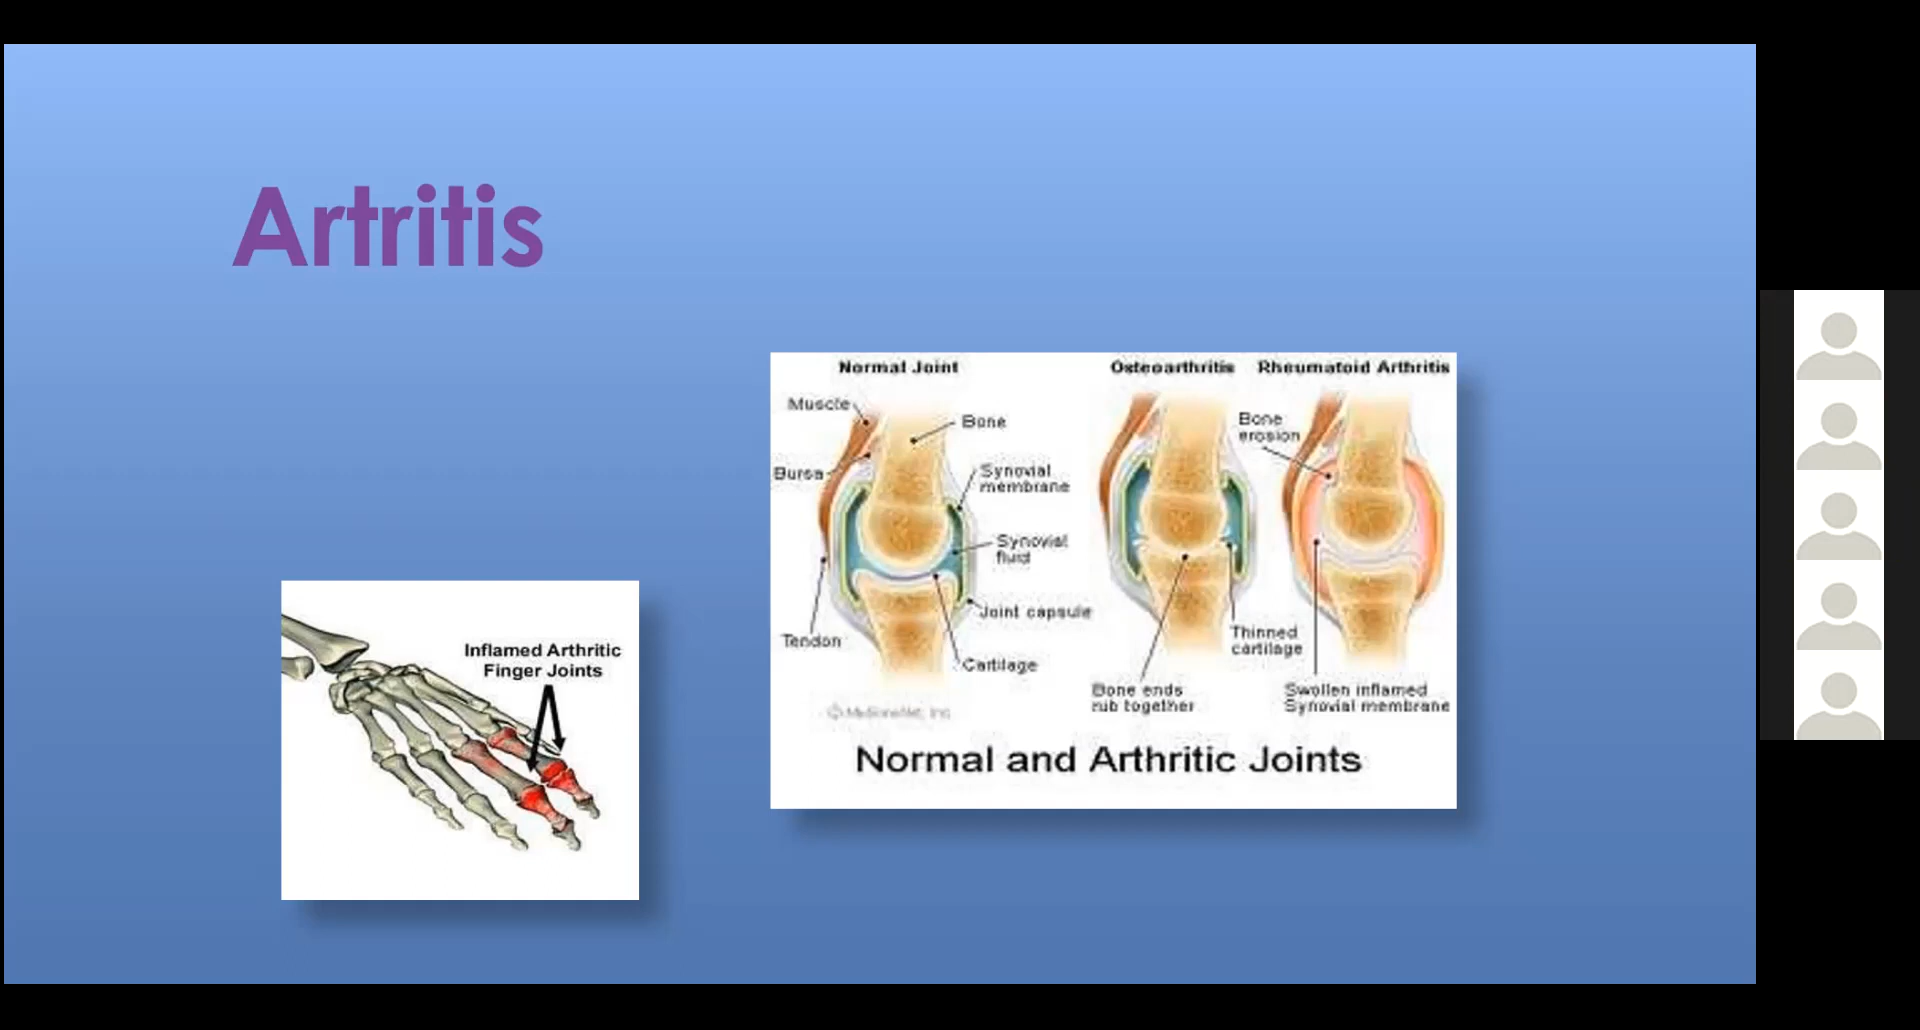 Artritis
Normal Joint
Osteoarthritis
Rheumatoid Arthritis
Muscle
Bone
Bursa
Synovial
membrane
Synovial
fluid
Joint capsule
Tendon
Cartilage
Bone
erosion
Thinned
cartilage
Bone ends
rub together
Swollen inflamed
Synovial membrane
© MedicineNet, Inc.
Normal and Arthritic Joints
Inflamed Arthritic
Finger Joints